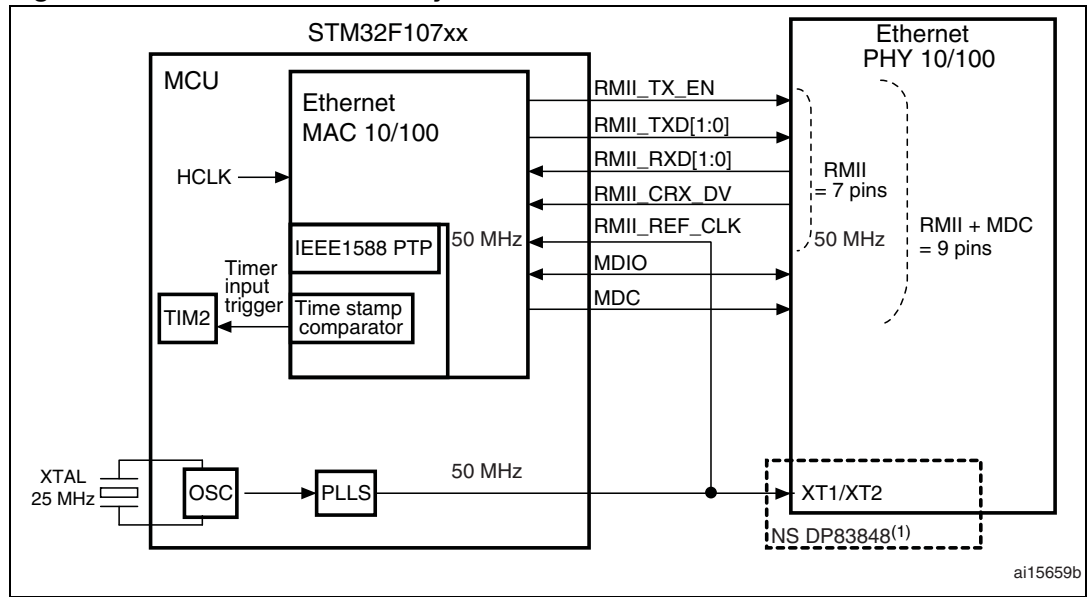 STM32F107xx
MCU
Ethernet
MAC 10/100
HCLK
IEEE1588 PTP
50 MHz
Timer
input
trigger
TIM2
Time stamp
comparator
XTAL
25 MHz
OSC
PLLS
50 MHz
RMII_TX_EN
RMII_TXD[1:0]
RMII_RXD[1:0]
RMII_CRX_DV
RMII_REF_CLK
MDIO
MDC
Ethernet
PHY 10/100
RMII
= 7 pins
50 MHz
RMII + MDC
= 9 pins
XT1/XT2
NS DP83848(1)
ai15659b